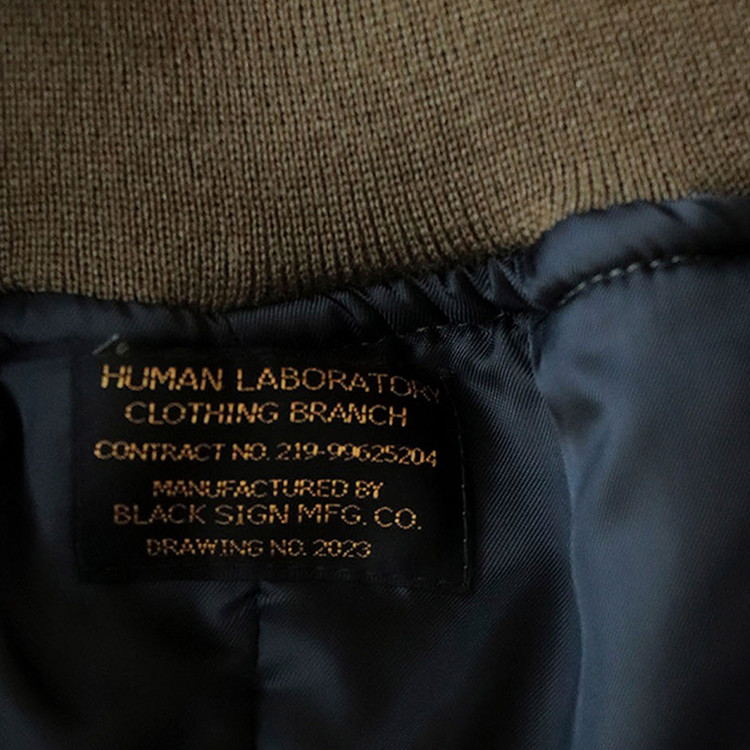 HUMAN LABORATORY
CLOTHING BRANCH
CONTRACT NO. 219-99625204
MANUFACTURED BY
BLACK SIGN MFG. CO.
DRAWING NO. 2023